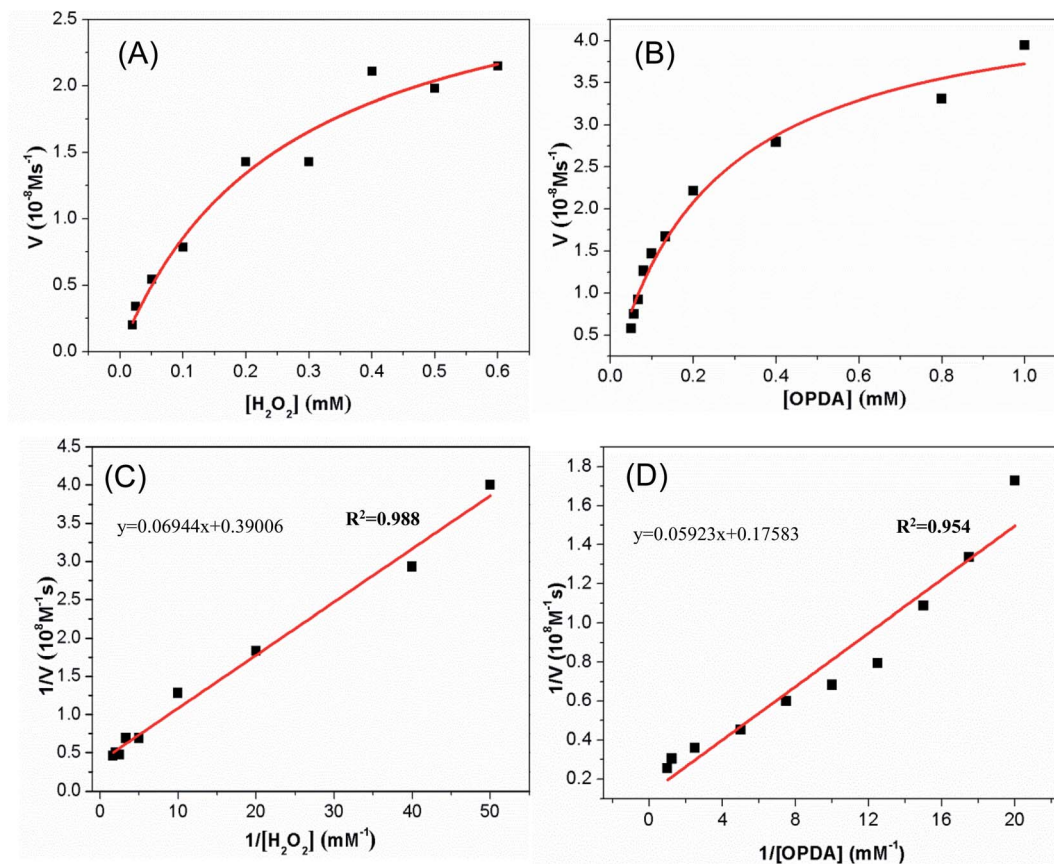 (A)
2.5
2.0
1.5
1.0
0.5
0.0
V (10⁻⁸Ms⁻¹)
0.0 0.1 0.2 0.3 0.4 0.5 0.6
[H₂O₂] (mM)
(B)
4.0
3.5
3.0
2.5
2.0
1.5
1.0
0.5
V (10⁻⁸Ms⁻¹)
0.0 0.2 0.4 0.6 0.8 1.0
[OPDA] (mM)
(C)
y=0.06944x+0.39006
R²=0.988
4.5
4.0
3.5
3.0
2.5
2.0
1.5
1.0
0.5
0.0
1/V (10⁸M⁻¹s)
0 10 20 30 40 50
1/[H₂O₂] (mM⁻¹)
(D)
y=0.05923x+0.17583
R²=0.954
1.8
1.6
1.4
1.2
1.0
0.8
0.6
0.4
0.2
1/V (10⁸M⁻¹s)
0 4 8 12 16 20
1/[OPDA] (mM⁻¹)